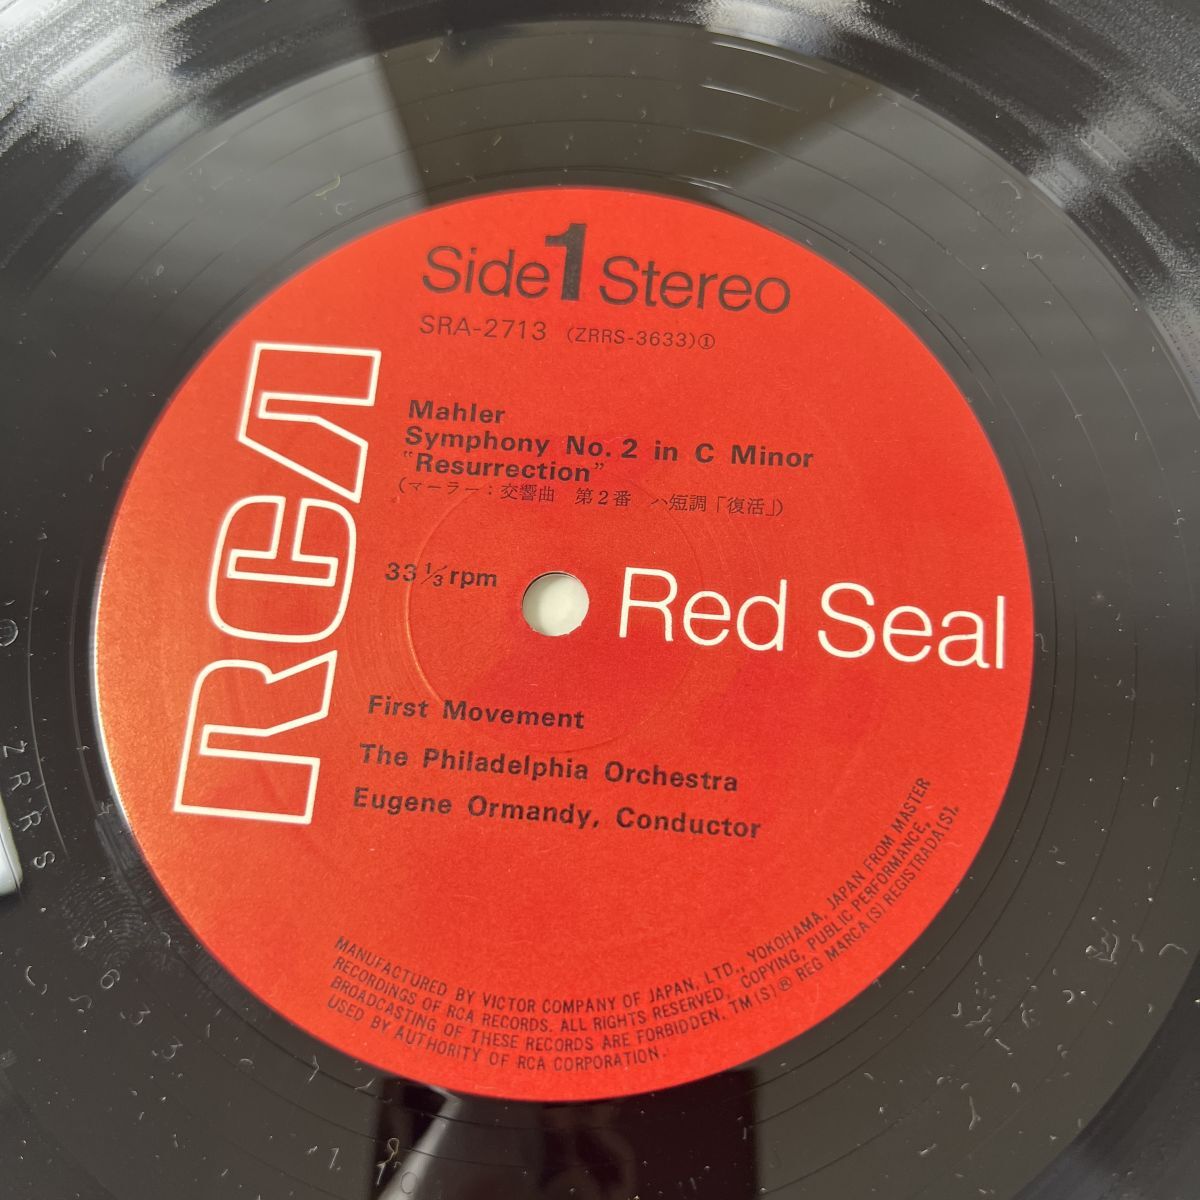 Side 1 Stereo
SRA-2713 (ZRRS-3633)①
Mahler
Symphony No. 2 in C Minor
"Resurrection"
(マーラー：交響曲 第2番 ハ短調「復活」)
33 1/3 rpm
RCA
Red Seal
First Movement
The Philadelphia Orchestra
Eugene Ormandy, Conductor
MANUFACTURED BY VICTOR COMPANY OF JAPAN, LTD., YOKOHAMA, JAPAN FROM MASTER
RECORDINGS OF RCA RECORDS. ALL RIGHTS RESERVED, COPYING, PUBLIC PERFORMANCE,
BROADCASTING OF THESE RECORDS ARE FORBIDDEN. TM(S)® REG MARCA(S) REGISTRADA(S).
USED BY AUTHORITY OF RCA CORPORATION.
ZRRS 3633